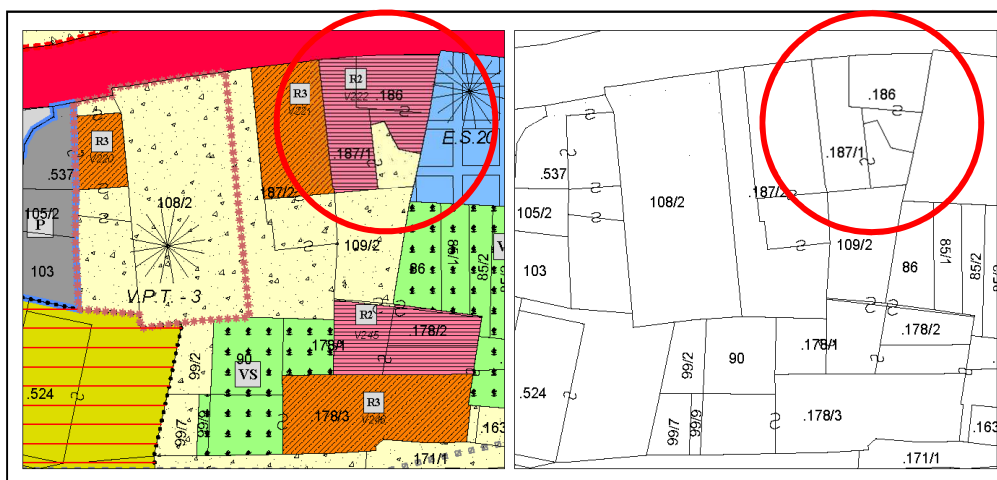 R2
V222
.186
R3
V221
E.S.20
R3
V220
.187/1
.537
.187/2
108/2
105/2
P
109/2
85/1
85/2
V
103
86
V.P.T. - 3
R2
V245
.178/2
.178/1
99/2
90
VS
R3
.524
.178/3
V246
99/7
99/9
.163
.171/1
.186
.187/1
.537
.187/2
108/2
105/2
109/2
85/1
85/2
103
86
.178/2
.178/1
99/2
90
.524
.178/3
99/7
99/9
.163
.171/1